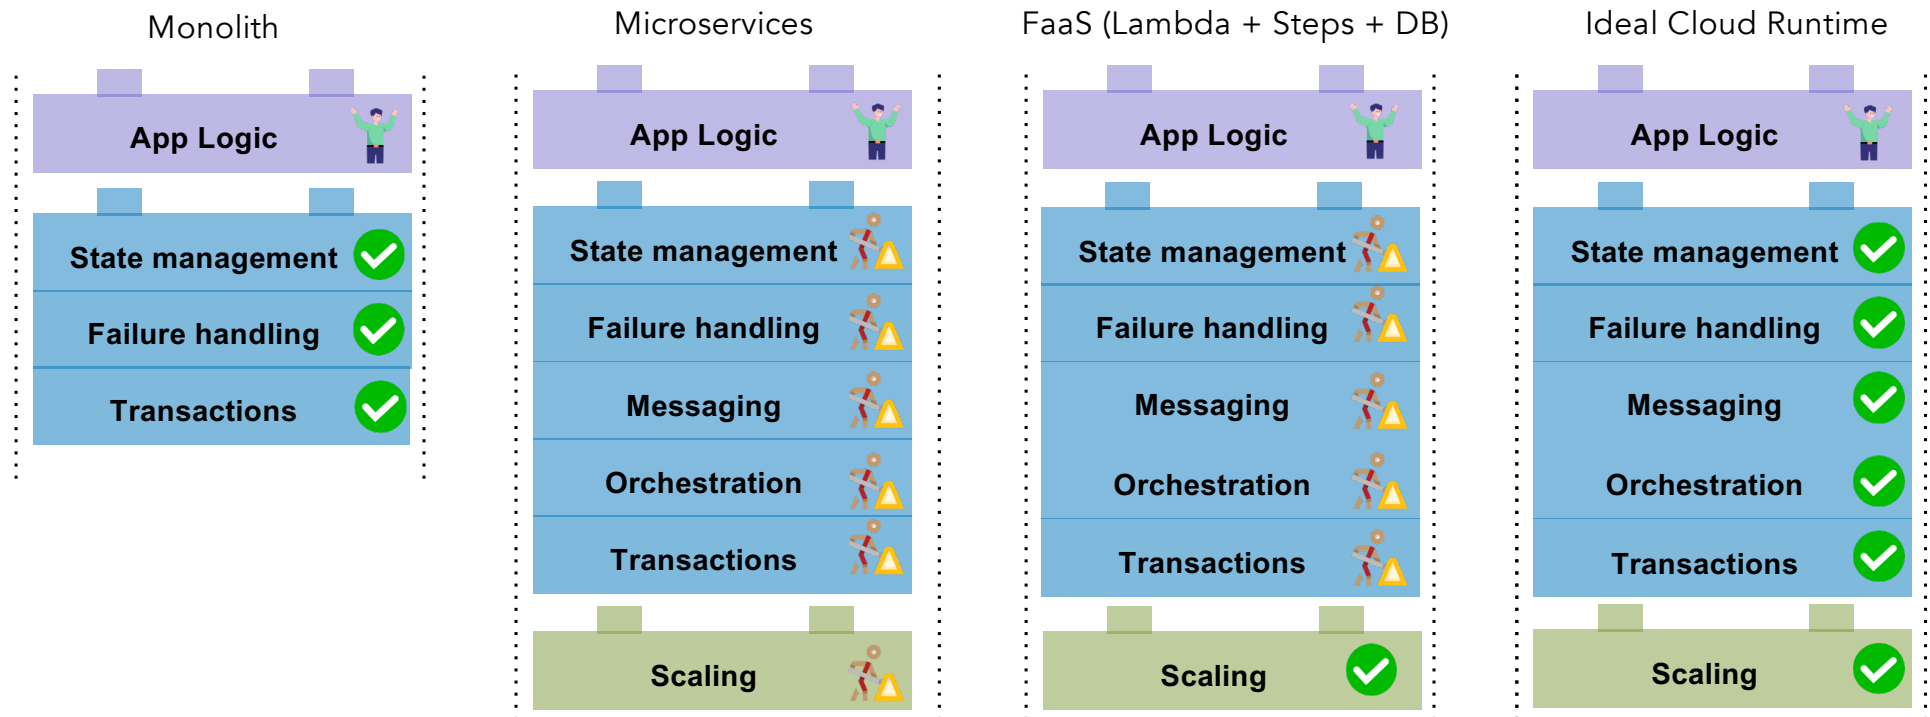 Monolith
App Logic
State management
Failure handling
Transactions
Microservices
App Logic
State management
Failure handling
Messaging
Orchestration
Transactions
Scaling
FaaS (Lambda + Steps + DB)
App Logic
State management
Failure handling
Messaging
Orchestration
Transactions
Scaling
Ideal Cloud Runtime
App Logic
State management
Failure handling
Messaging
Orchestration
Transactions
Scaling